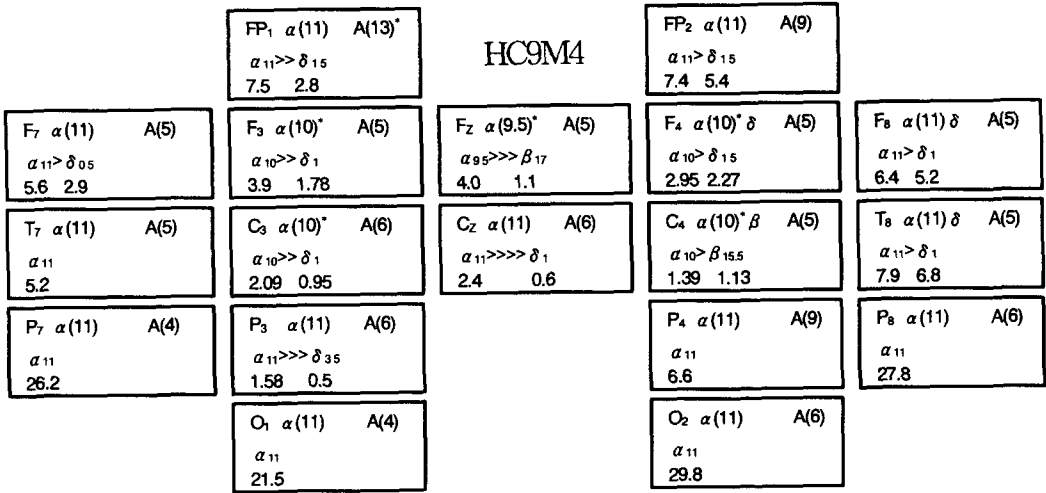 FP₁ α(11) A(13)*
α₁₁>>δ₁₅
7.5 2.8
HC9M4
FP₂ α(11) A(9)
α₁₁>δ₁₅
7.4 5.4
F₇ α(11) A(5)
α₁₁>δ₀₅
5.6 2.9
F₃ α(10)* A(5)
α₁₀>>δ₁
3.9 1.78
F_Z α(9.5)* A(5)
α₉₅>>>β₁₇
4.0 1.1
F₄ α(10)* δ A(5)
α₁₀>δ₁₅
2.95 2.27
F₈ α(11) δ A(5)
α₁₁>δ₁
6.4 5.2
T₇ α(11) A(5)
α₁₁
5.2
C₃ α(10)* A(6)
α₁₀>>δ₁
2.09 0.95
C_Z α(11) A(6)
α₁₁>>>>δ₁
2.4 0.6
C₄ α(10)* β A(5)
α₁₀>β₁₅.₅
1.39 1.13
T₈ α(11) δ A(5)
α₁₁>δ₁
7.9 6.8
P₇ α(11) A(4)
α₁₁
26.2
P₃ α(11) A(6)
α₁₁>>>δ₃₅
1.58 0.5
P₄ α(11) A(9)
α₁₁
6.6
P₈ α(11) A(6)
α₁₁
27.8
O₁ α(11) A(4)
α₁₁
21.5
O₂ α(11) A(6)
α₁₁
29.8